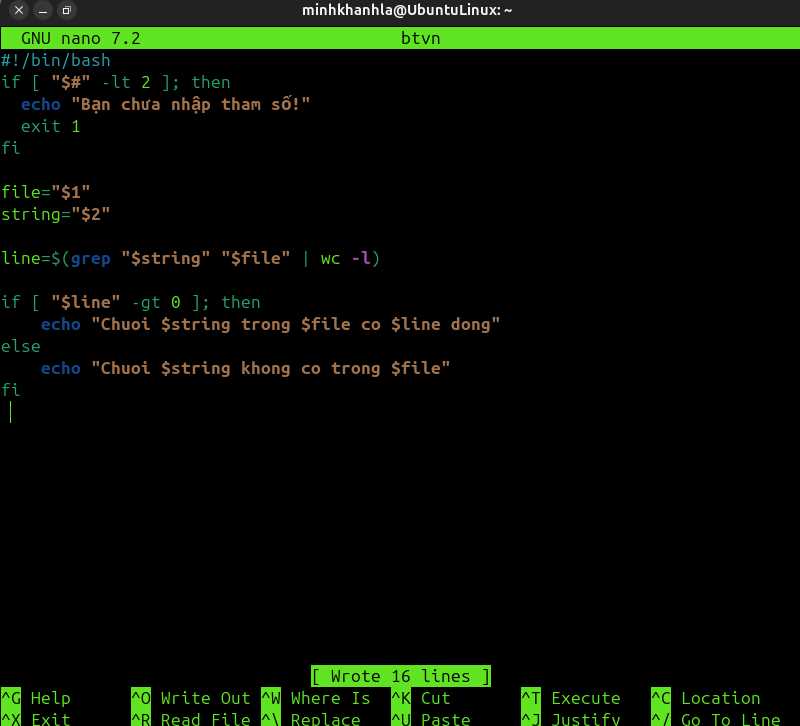 minhkhanhla@UbuntuLinux: ~
GNU nano 7.2 btvn
#!/bin/bash
if [ "$#" -lt 2 ]; then
  echo "Bạn chưa nhập tham số!"
  exit 1
fi

file="$1"
string="$2"

line=$(grep "$string" "$file" | wc -l)

if [ "$line" -gt 0 ]; then
    echo "Chuoi $string trong $file co $line dong"
else
    echo "Chuoi $string khong co trong $file"
fi

[ Wrote 16 lines ]
^G Help ^O Write Out ^W Where Is ^K Cut ^T Execute ^C Location
^X Exit ^R Read File ^\ Replace ^U Paste ^J Justify ^/ Go To Line